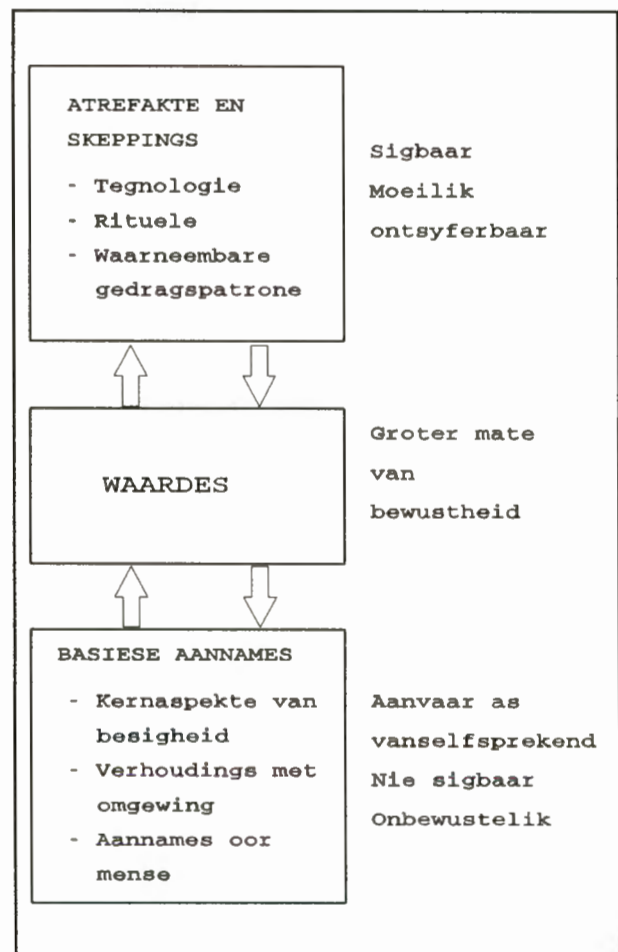 ATREFAKTE EN
SKEPPINGS
- Tegnologie
- Rituele
- Waarneembare
gedragspatrone
Sigbaar
Moeilik
ontsyferbaar
WAARDES
Groter mate
van
bewustheid
BASIESE AANNAMES
- Kernaspekte van
besigheid
- Verhoudings met
omgewing
- Aannames oor
mense
Aanvaar as
vanselfsprekend
Nie sigbaar
Onbewustelik